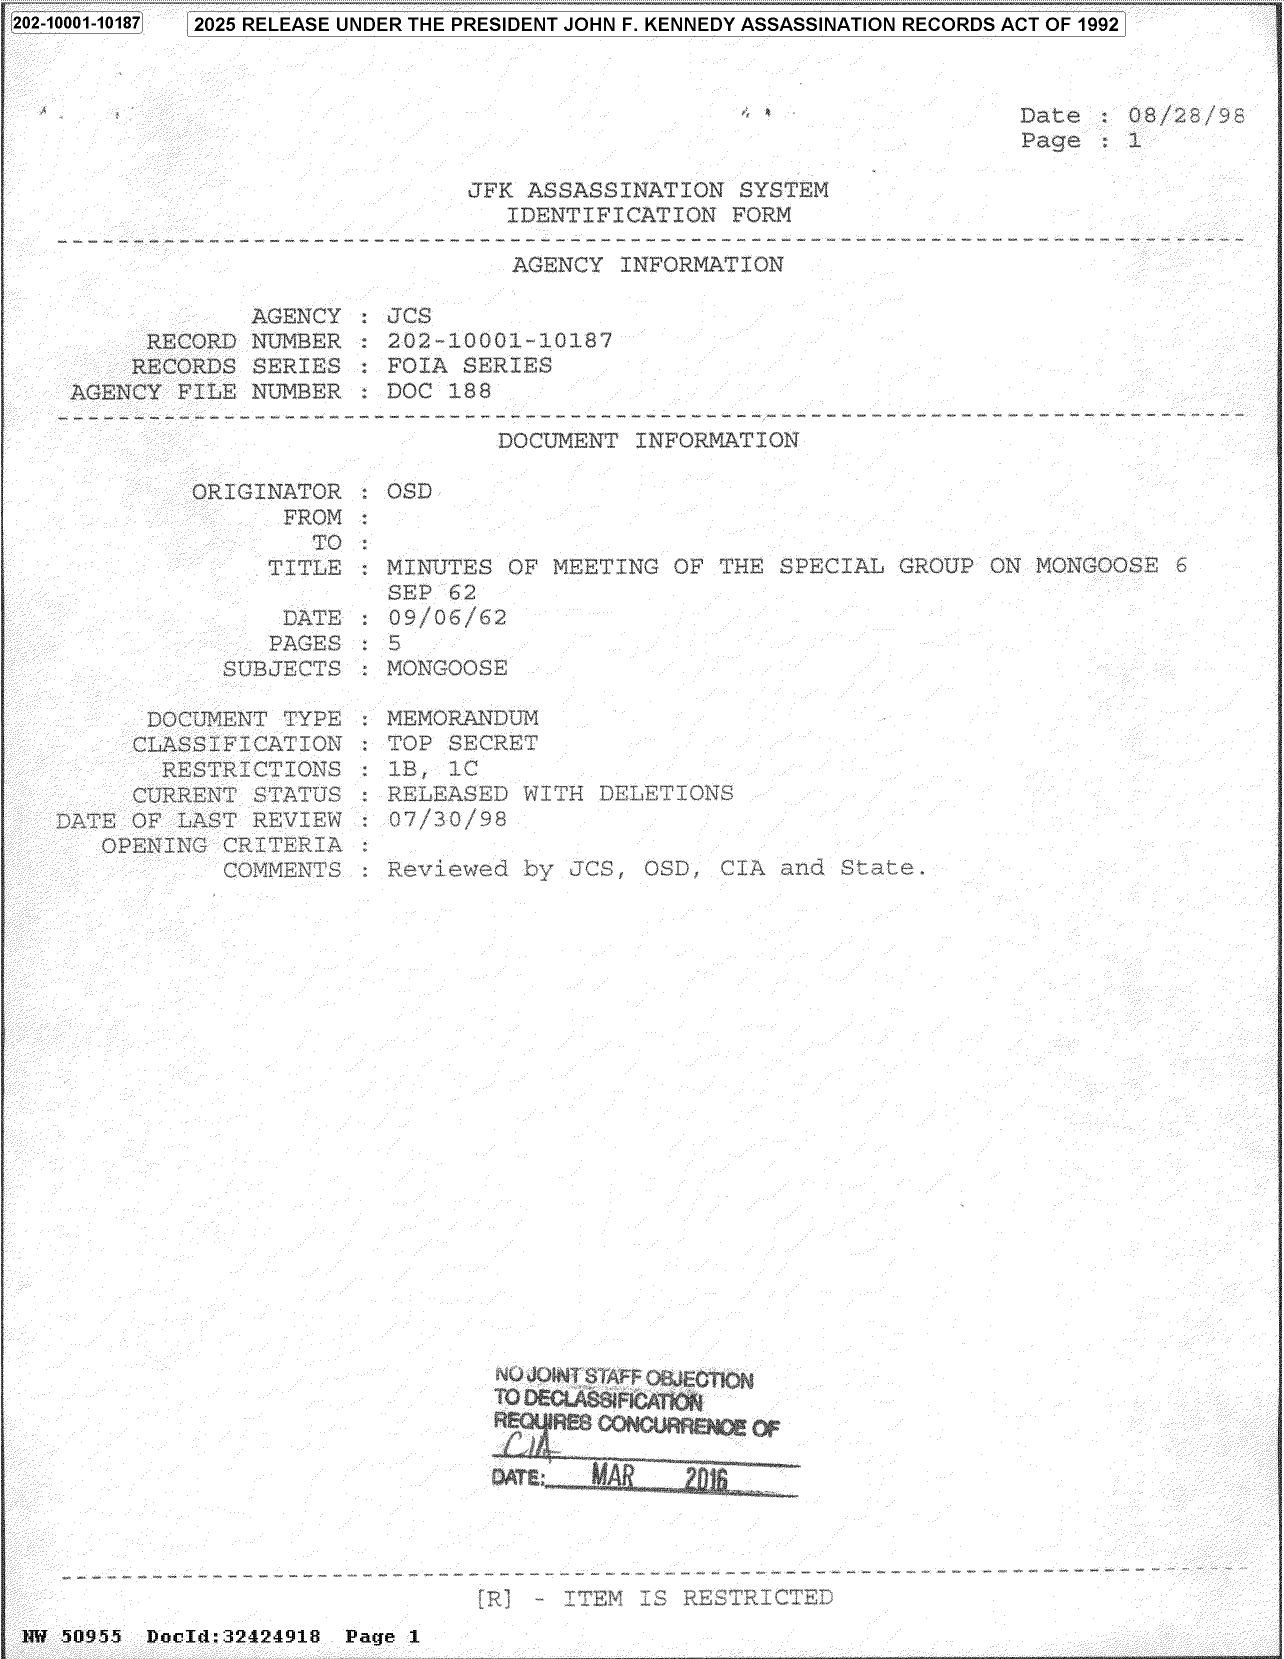 202-10001-10187
2025 RELEASE UNDER THE PRESIDENT JOHN F. KENNEDY ASSASSINATION RECORDS ACT OF 1992
Date : 08/28/98
Page : 1
JFK ASSASSINATION SYSTEM
IDENTIFICATION FORM
--------------------------------------------------------------------------------
AGENCY INFORMATION
AGENCY : JCS
RECORD NUMBER : 202-10001-10187
RECORDS SERIES : FOIA SERIES
AGENCY FILE NUMBER : DOC 188
--------------------------------------------------------------------------------
DOCUMENT INFORMATION
ORIGINATOR : OSD
FROM :
TO :
TITLE : MINUTES OF MEETING OF THE SPECIAL GROUP ON MONGOOSE 6
SEP 62
DATE : 09/06/62
PAGES : 5
SUBJECTS : MONGOOSE
DOCUMENT TYPE : MEMORANDUM
CLASSIFICATION : TOP SECRET
RESTRICTIONS : 1B, 1C
CURRENT STATUS : RELEASED WITH DELETIONS
DATE OF LAST REVIEW : 07/30/98
OPENING CRITERIA :
COMMENTS : Reviewed by JCS, OSD, CIA and State.
NO JOINT STAFF OBJECTION
TO DECLASSIFICATION
REQUIRES CONCURRENCE OF
CIA
DATE: MAR 2016
--------------------------------------------------------------------------------
[R] - ITEM IS RESTRICTED
NW 50955 DocId:32424918 Page 1